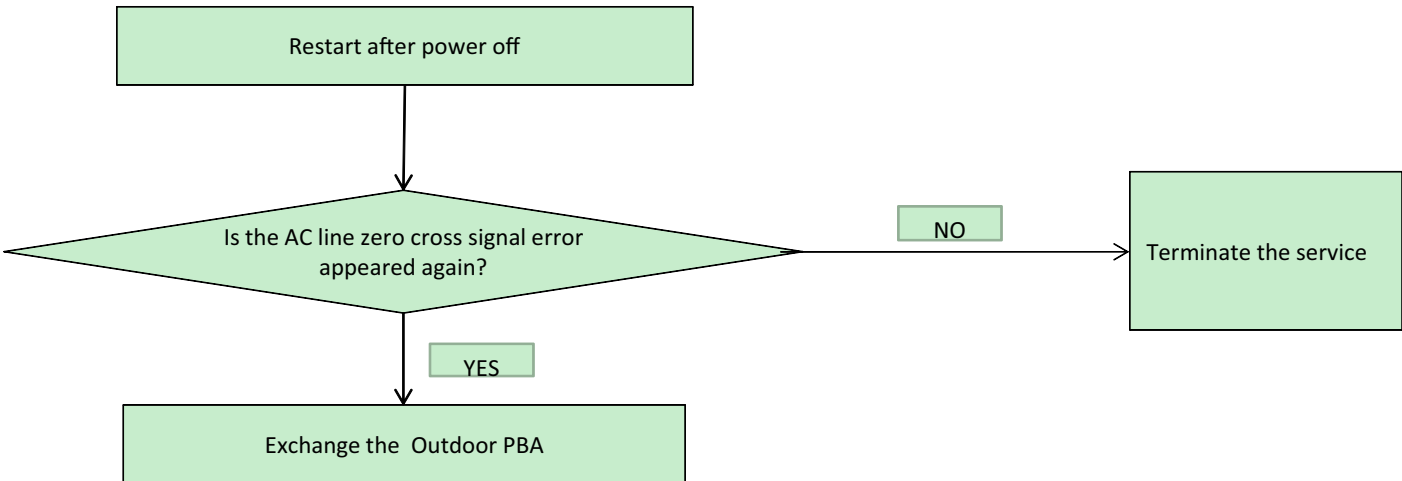 Restart after power off
Is the AC line zero cross signal error
appeared again?
NO
Terminate the service
YES
Exchange the  Outdoor PBA